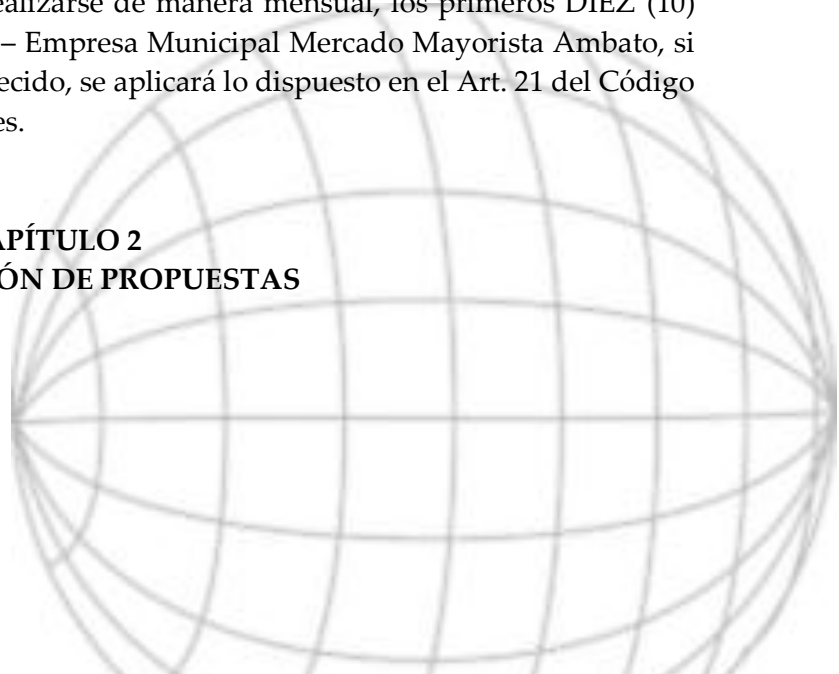 ealizarse de manera mensual, los primeros DIEZ (10)
– Empresa Municipal Mercado Mayorista Ambato, si
ecido, se aplicará lo dispuesto en el Art. 21 del Código
es.
APÍTULO 2
ÓN DE PROPUESTAS